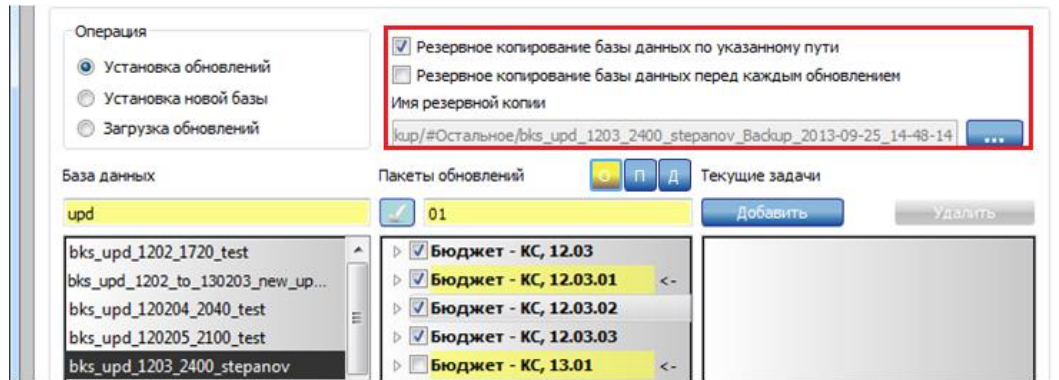 Операция
Установка обновлений
Установка новой базы
Загрузка обновлений
Резервное копирование базы данных по указанному пути
Резервное копирование базы данных перед каждым обновлением
Имя резервной копии
kup/#Остальное/bks_upd_1203_2400_stepanov_Backup_2013-09-25_14-48-14
...
База данных
Пакеты обновлений
О П Д
Текущие задачи
upd
01
Добавить
Удалить
bks_upd_1202_1720_test
bks_upd_1202_to_130203_new_up...
bks_upd_120204_2040_test
bks_upd_120205_2100_test
bks_upd_1203_2400_stepanov
Бюджет - КС, 12.03
Бюджет - КС, 12.03.01 <-
Бюджет - КС, 12.03.02
Бюджет - КС, 12.03.03
Бюджет - КС, 13.01 <-